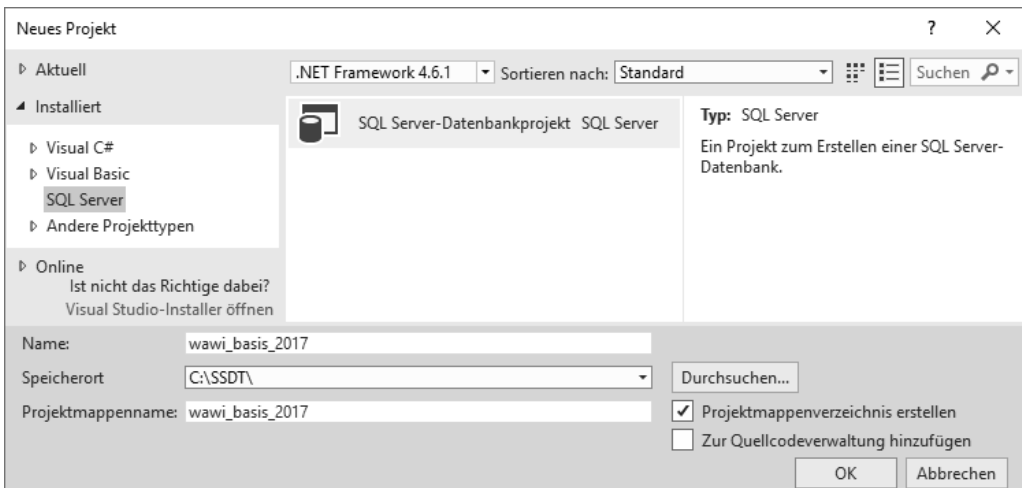 Neues Projekt
?
Aktuell
.NET Framework 4.6.1
Sortieren nach: Standard
Suchen
Installiert
Visual C#
Visual Basic
SQL Server
Andere Projekttypen
Online
Ist nicht das Richtige dabei?
Visual Studio-Installer öffnen
SQL Server-Datenbankprojekt SQL Server
Typ: SQL Server
Ein Projekt zum Erstellen einer SQL Server-
Datenbank.
Name: wawi_basis_2017
Speicherort C:\SSDT\
Durchsuchen...
Projektmappenname: wawi_basis_2017
Projektmappenverzeichnis erstellen
Zur Quellcodeverwaltung hinzufügen
OK
Abbrechen